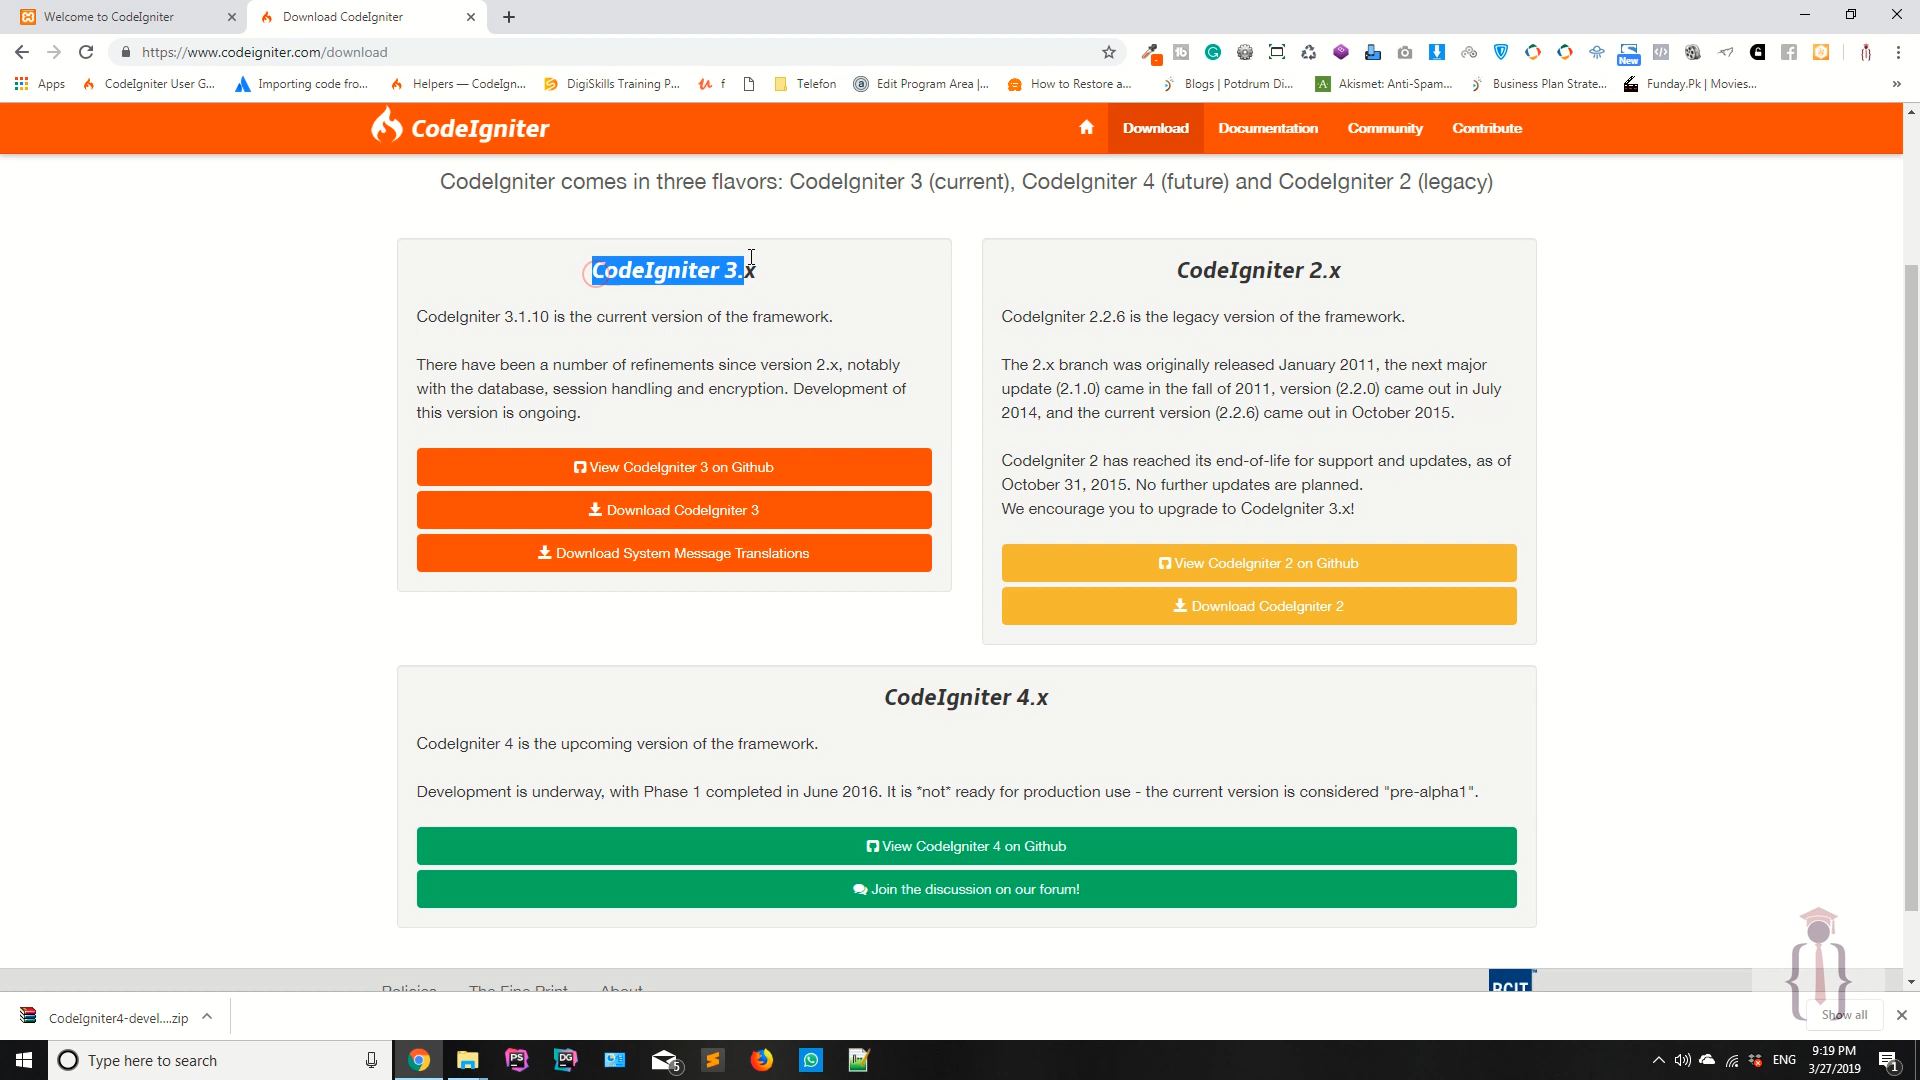 Welcome to CodeIgniter
Download CodeIgniter
https://www.codeigniter.com/download
New
Apps
CodeIgniter User G...
Importing code fro...
Helpers — CodeIgn...
DigiSkills Training P...
f
Telefon
Edit Program Area |...
How to Restore a...
Blogs | Potdrum Di...
Akismet: Anti-Spam...
Business Plan Strate...
Funday.Pk | Movies...
»
CodeIgniter
Download
Documentation
Community
Contribute
CodeIgniter comes in three flavors: CodeIgniter 3 (current), CodeIgniter 4 (future) and CodeIgniter 2 (legacy)
CodeIgniter 3.x
CodeIgniter 3.1.10 is the current version of the framework.
There have been a number of refinements since version 2.x, notably
with the database, session handling and encryption. Development of
this version is ongoing.
View CodeIgniter 3 on Github
Download CodeIgniter 3
Download System Message Translations
CodeIgniter 2.x
CodeIgniter 2.2.6 is the legacy version of the framework.
The 2.x branch was originally released January 2011, the next major
update (2.1.0) came in the fall of 2011, version (2.2.0) came out in July
2014, and the current version (2.2.6) came out in October 2015.
CodeIgniter 2 has reached its end-of-life for support and updates, as of
October 31, 2015. No further updates are planned.
We encourage you to upgrade to CodeIgniter 3.x!
View CodeIgniter 2 on Github
Download CodeIgniter 2
CodeIgniter 4.x
CodeIgniter 4 is the upcoming version of the framework.
Development is underway, with Phase 1 completed in June 2016. It is *not* ready for production use - the current version is considered "pre-alpha1".
View CodeIgniter 4 on Github
Join the discussion on our forum!
Policies
The Fine Print
About
BCIT
CodeIgniter4-devel....zip
Show all
Type here to search
PS
DG
5
ENG
9:19 PM
3/27/2019
1